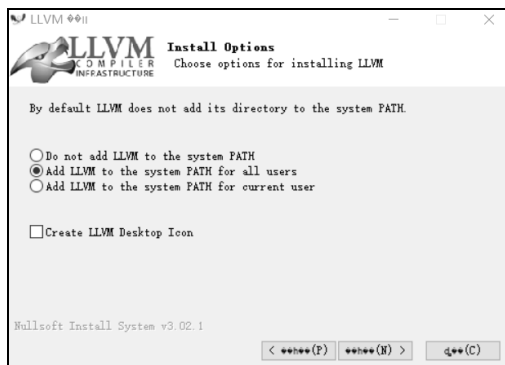 LLVM
LLVM
COMPILER
INFRASTRUCTURE
Install Options
Choose options for installing LLVM
By default LLVM does not add its directory to the system PATH.
Do not add LLVM to the system PATH
Add LLVM to the system PATH for all users
Add LLVM to the system PATH for current user
Create LLVM Desktop Icon
Nullsoft Install System v3.02.1
< (P)
(N) >
(C)